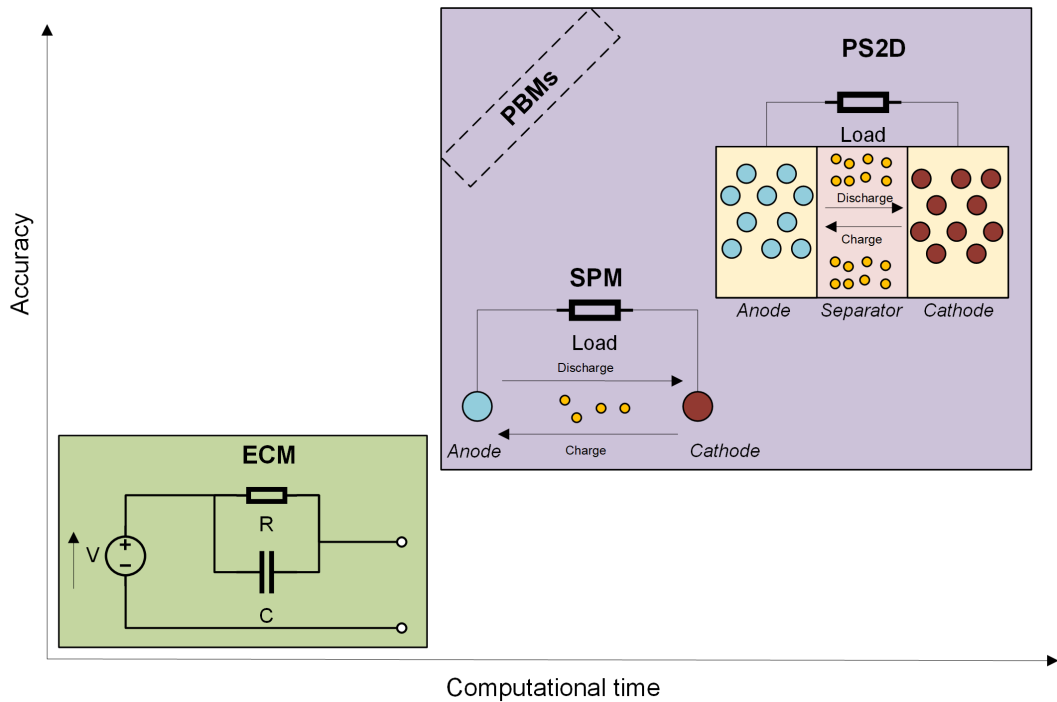 Accuracy
PBMs
PS2D
Load
Discharge
Charge
Anode
Separator
Cathode
SPM
Load
Discharge
Charge
Anode
Cathode
ECM
R
V
+
−
C
Computational time